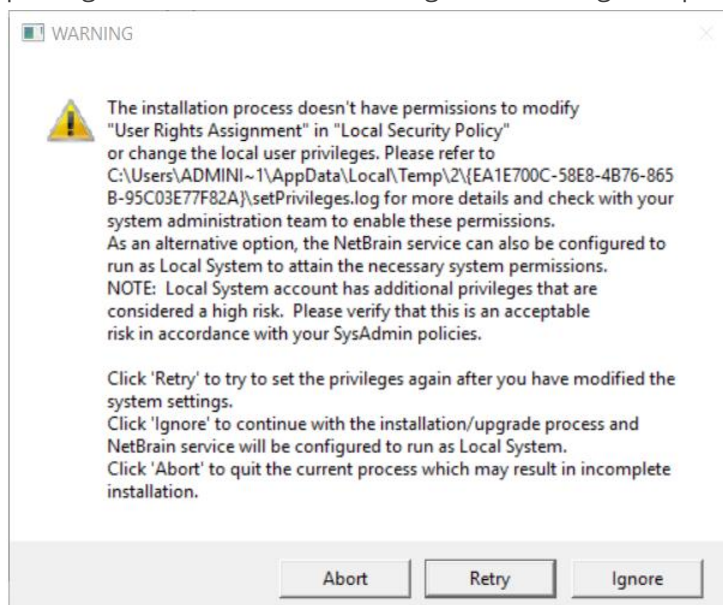 WARNING
The installation process doesn't have permissions to modify
"User Rights Assignment" in "Local Security Policy"
or change the local user privileges. Please refer to
C:\Users\ADMINI~1\AppData\Local\Temp\2\{EA1E700C-58E8-4B76-865
B-95C03E77F82A}\setPrivileges.log for more details and check with your
system administration team to enable these permissions.
As an alternative option, the NetBrain service can also be configured to
run as Local System to attain the necessary system permissions.
NOTE:  Local System account has additional privileges that are
considered a high risk.  Please verify that this is an acceptable
risk in accordance with your SysAdmin policies.
Click 'Retry' to try to set the privileges again after you have modified the
system settings.
Click 'Ignore' to continue with the installation/upgrade process and
NetBrain service will be configured to run as Local System.
Click 'Abort' to quit the current process which may result in incomplete
installation.
Abort Retry Ignore